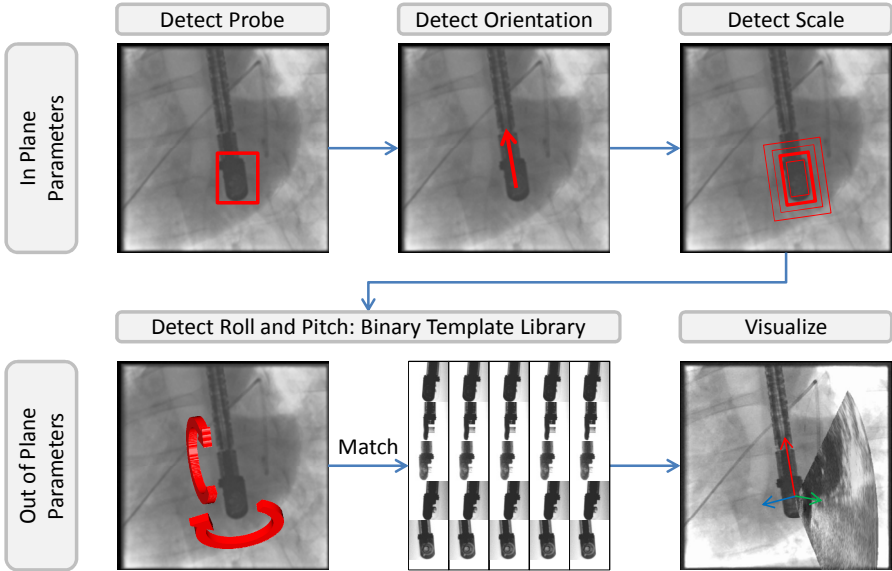 Detect Probe
Detect Orientation
Detect Scale
In Plane
Parameters
Detect Roll and Pitch: Binary Template Library
Visualize
Out of Plane
Parameters
Match